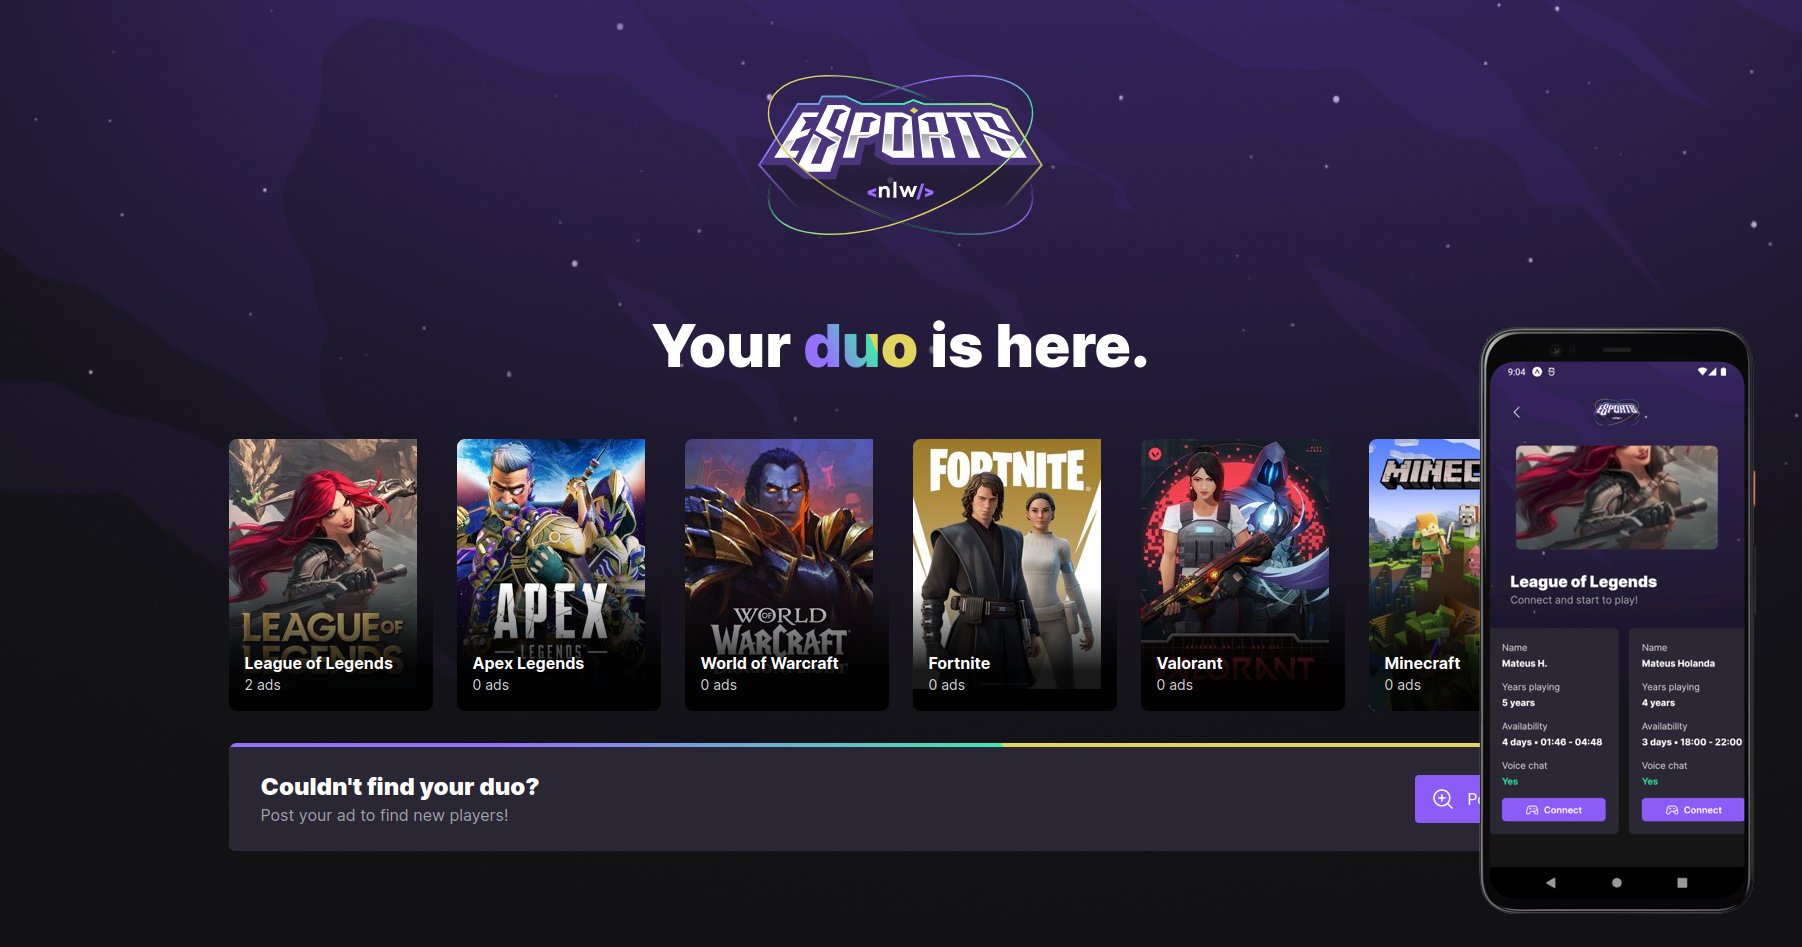 ESPORTS
<nlw/>
Your duo is here.
LEAGUE OF
LEGENDS
League of Legends
2 ads
APEX
LEGENDS
Apex Legends
0 ads
WORLD
OF
WARCRAFT
World of Warcraft
0 ads
FORTNITE
Fortnite
0 ads
VALORANT
Valorant
0 ads
MINEC
Minecraft
0 ads
Couldn't find your duo?
Post your ad to find new players!
Po
9:04
ESPORTS
League of Legends
Connect and start to play!
Name
Mateus H.
Years playing
5 years
Availability
4 days • 01:46 - 04:48
Voice chat
Yes
Connect
Name
Mateus Holanda
Years playing
4 years
Availability
3 days • 18:00 - 22:00
Voice chat
Yes
Connect